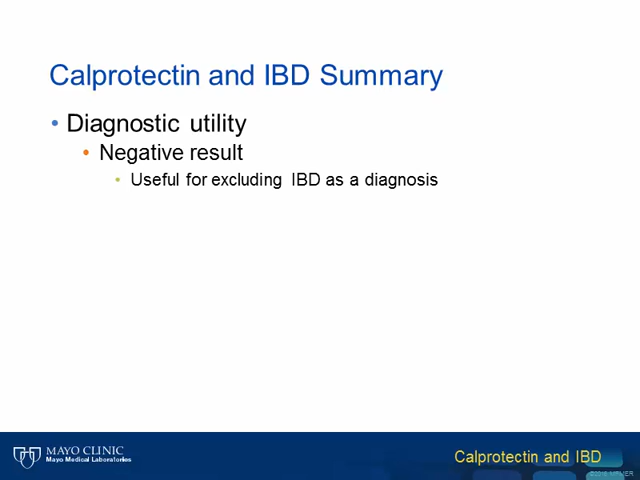 Calprotectin and IBD Summary
• Diagnostic utility
• Negative result
• Useful for excluding IBD as a diagnosis
MAYO CLINIC
Mayo Medical Laboratories
Calprotectin and IBD